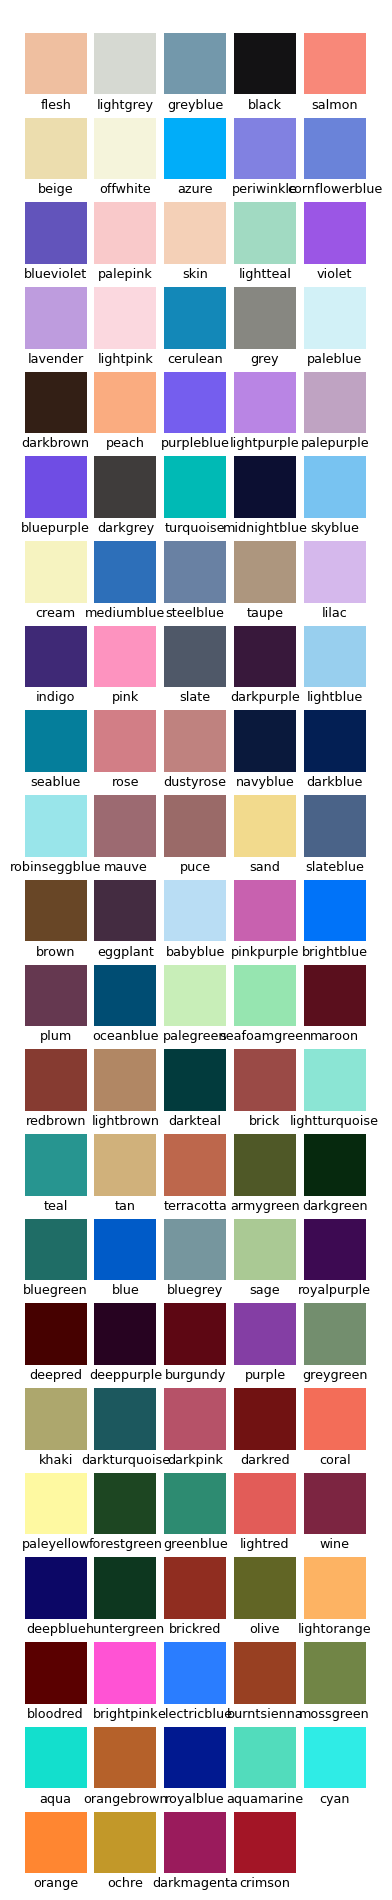 flesh lightgrey greyblue black salmon
beige offwhite azure periwinkle cornflowerblue
blueviolet palepink skin lightteal violet
lavender lightpink cerulean grey paleblue
darkbrown peach purpleblue lightpurple palepurple
bluepurple darkgrey turquoise midnightblue skyblue
cream mediumblue steelblue taupe lilac
indigo pink slate darkpurple lightblue
seablue rose dustyrose navyblue darkblue
robinseggblue mauve puce sand slateblue
brown eggplant babyblue pinkpurple brightblue
plum oceanblue palegreen seafoamgreen maroon
redbrown lightbrown darkteal brick lightturquoise
teal tan terracotta armygreen darkgreen
bluegreen blue bluegrey sage royalpurple
deepred deeppurple burgundy purple greygreen
khaki darkturquoise darkpink darkred coral
paleyellow forestgreen greenblue lightred wine
deepblue huntergreen brickred olive lightorange
bloodred brightpink electricblue burntsienna mossgreen
aqua orangebrown royalblue aquamarine cyan
orange ochre darkmagenta crimson